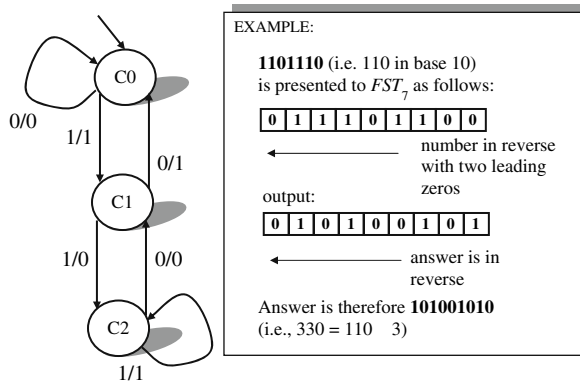 C0
0/0
1/1
0/1
C1
1/0
0/0
C2
1/1
EXAMPLE:
1101110 (i.e. 110 in base 10)
is presented to FST7 as follows:
0 1 1 1 0 1 1 0 0
number in reverse
with two leading
zeros
output:
0 1 0 1 0 0 1 0 1
answer is in
reverse
Answer is therefore 101001010
(i.e., 330 = 110 3)